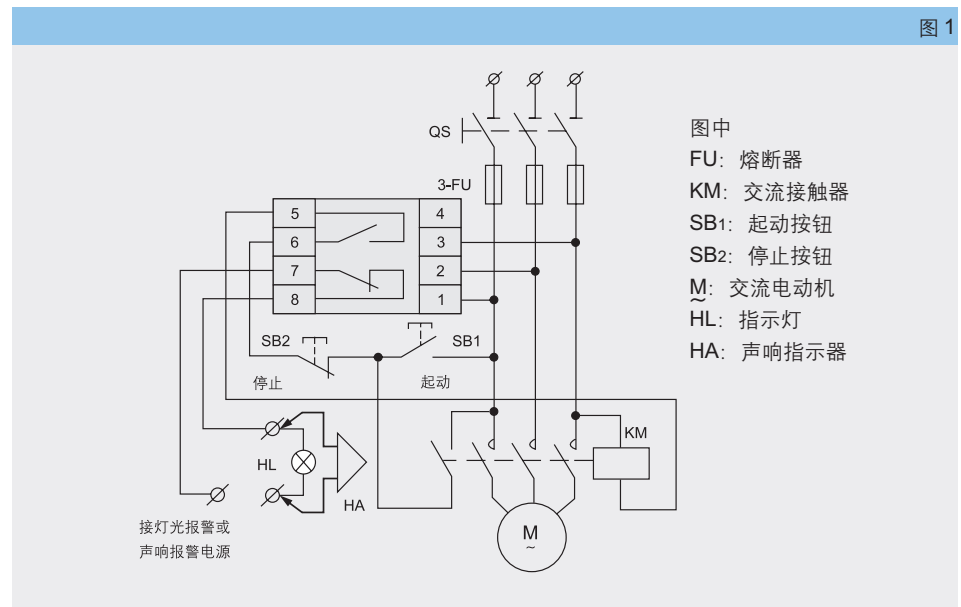 图 1
QS
3-FU
5
4
6
3
7
2
8
1
SB2
SB1
停止
起动
KM
HL
HA
M
~
接灯光报警或
声响报警电源
图中
FU：熔断器
KM：交流接触器
SB1：起动按钮
SB2：停止按钮
M̰：交流电动机
HL：指示灯
HA：声响指示器